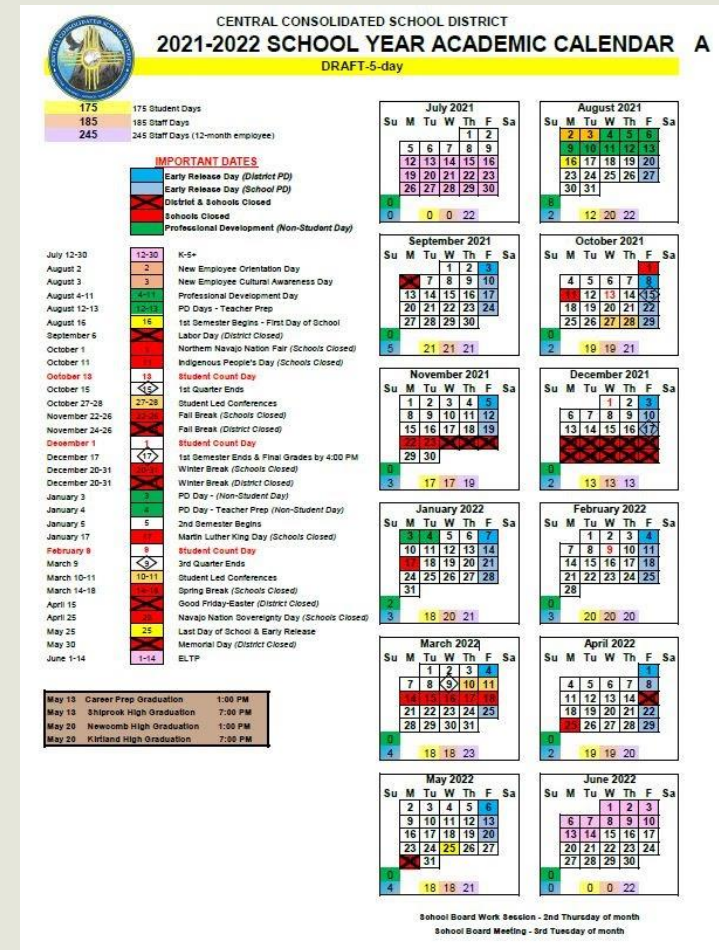 CENTRAL CONSOLIDATED SCHOOL DISTRICT
2021-2022 SCHOOL YEAR ACADEMIC CALENDAR A
DRAFT-5-day
175 175 Student Days
185 185 Staff Days
245 245 Staff Days (12-month employee)
IMPORTANT DATES
Early Release Day (District PD)
Early Release Day (School PD)
District & Schools Closed
Schools Closed
Professional Development (Non-Student Day)
July 12-30 12-30 K-5+
August 2 2 New Employee Orientation Day
August 3 3 New Employee Cultural Awareness Day
August 4-11 4-11 Professional Development Day
August 12-13 12-13 PD Days - Teacher Prep
August 16 16 1st Semester Begins - First Day of School
September 6 Labor Day (District Closed)
October 1 Northern Navajo Nation Fair (Schools Closed)
October 11 11 Indigenous People's Day (Schools Closed)
October 13 13 Student Count Day
October 15 15 1st Quarter Ends
October 27-28 27-28 Student Led Conferences
November 22-26 Fall Break (Schools Closed)
November 24-26 Fall Break (District Closed)
December 1 1 Student Count Day
December 17 17 1st Semester Ends & Final Grades by 4:00 PM
December 20-31 20-31 Winter Break (Schools Closed)
December 20-31 Winter Break (District Closed)
January 3 3 PD Day - (Non-Student Day)
January 4 4 PD Day - Teacher Prep (Non-Student Day)
January 5 5 2nd Semester Begins
January 17 17 Martin Luther King Day (Schools Closed)
February 9 9 Student Count Day
March 9 9 3rd Quarter Ends
March 10-11 10-11 Student Led Conferences
March 14-18 14-18 Spring Break (Schools Closed)
April 15 Good Friday-Easter (District Closed)
April 25 25 Navajo Nation Sovereignty Day (Schools Closed)
May 25 25 Last Day of School & Early Release
May 30 Memorial Day (District Closed)
June 1-14 1-14 ELTP
May 13 Career Prep Graduation 1:00 PM
May 13 Shiprock High Graduation 7:00 PM
May 20 Newcomb High Graduation 1:00 PM
May 20 Kirtland High Graduation 7:00 PM
July 2021
Su M Tu W Th F Sa
1 2
5 6 7 8 9
12 13 14 15 16
19 20 21 22 23
26 27 28 29 30
0
0 0 0 22
August 2021
Su M Tu W Th F Sa
2 3 4 5 6
9 10 11 12 13
16 17 18 19 20
23 24 25 26 27
30 31
8
2 12 20 22
September 2021
Su M Tu W Th F Sa
1 2 3
7 8 9 10
13 14 15 16 17
20 21 22 23 24
27 28 29 30
0
5 21 21 21
October 2021
Su M Tu W Th F Sa
1
4 5 6 7 8
11 12 13 14 15
18 19 20 21 22
25 26 27 28 29
0
2 19 19 21
November 2021
Su M Tu W Th F Sa
1 2 3 4 5
8 9 10 11 12
15 16 17 18 19
22 23
29 30
0
3 17 17 19
December 2021
Su M Tu W Th F Sa
1 2 3
6 7 8 9 10
13 14 15 16 17
0
2 13 13 13
January 2022
Su M Tu W Th F Sa
3 4 5 6 7
10 11 12 13 14
17 18 19 20 21
24 25 26 27 28
31
2
3 18 20 21
February 2022
Su M Tu W Th F Sa
1 2 3 4
7 8 9 10 11
14 15 16 17 18
21 22 23 24 25
28
0
3 20 20 20
March 2022
Su M Tu W Th F Sa
1 2 3 4
7 8 9 10 11
14 15 16 17 18
21 22 23 24 25
28 29 30 31
0
4 18 18 23
April 2022
Su M Tu W Th F Sa
1
4 5 6 7 8
11 12 13 14
18 19 20 21 22
25 26 27 28 29
0
2 19 19 20
May 2022
Su M Tu W Th F Sa
2 3 4 5 6
9 10 11 12 13
16 17 18 19 20
23 24 25 26 27
31
0
4 18 18 21
June 2022
Su M Tu W Th F Sa
1 2 3
6 7 8 9 10
13 14 15 16 17
20 21 22 23 24
27 28 29 30
0
0 0 0 22
School Board Work Session - 2nd Thursday of month
School Board Meeting - 3rd Tuesday of month